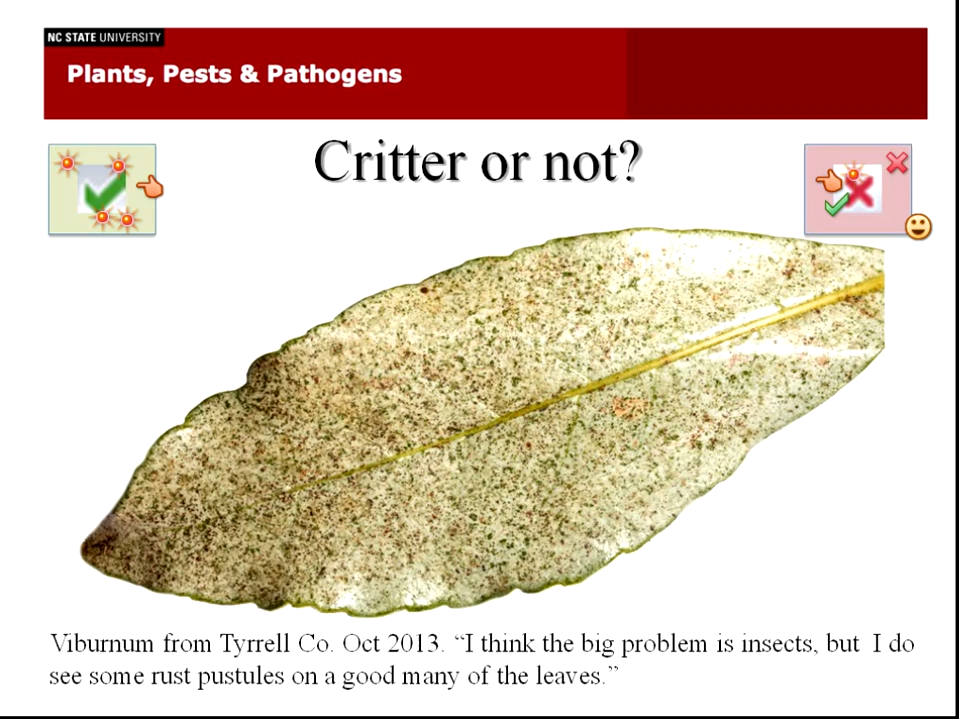 NC STATE UNIVERSITY
Plants, Pests & Pathogens
Critter or not?
Viburnum from Tyrrell Co. Oct 2013. “I think the big problem is insects, but  I do
see some rust pustules on a good many of the leaves.”